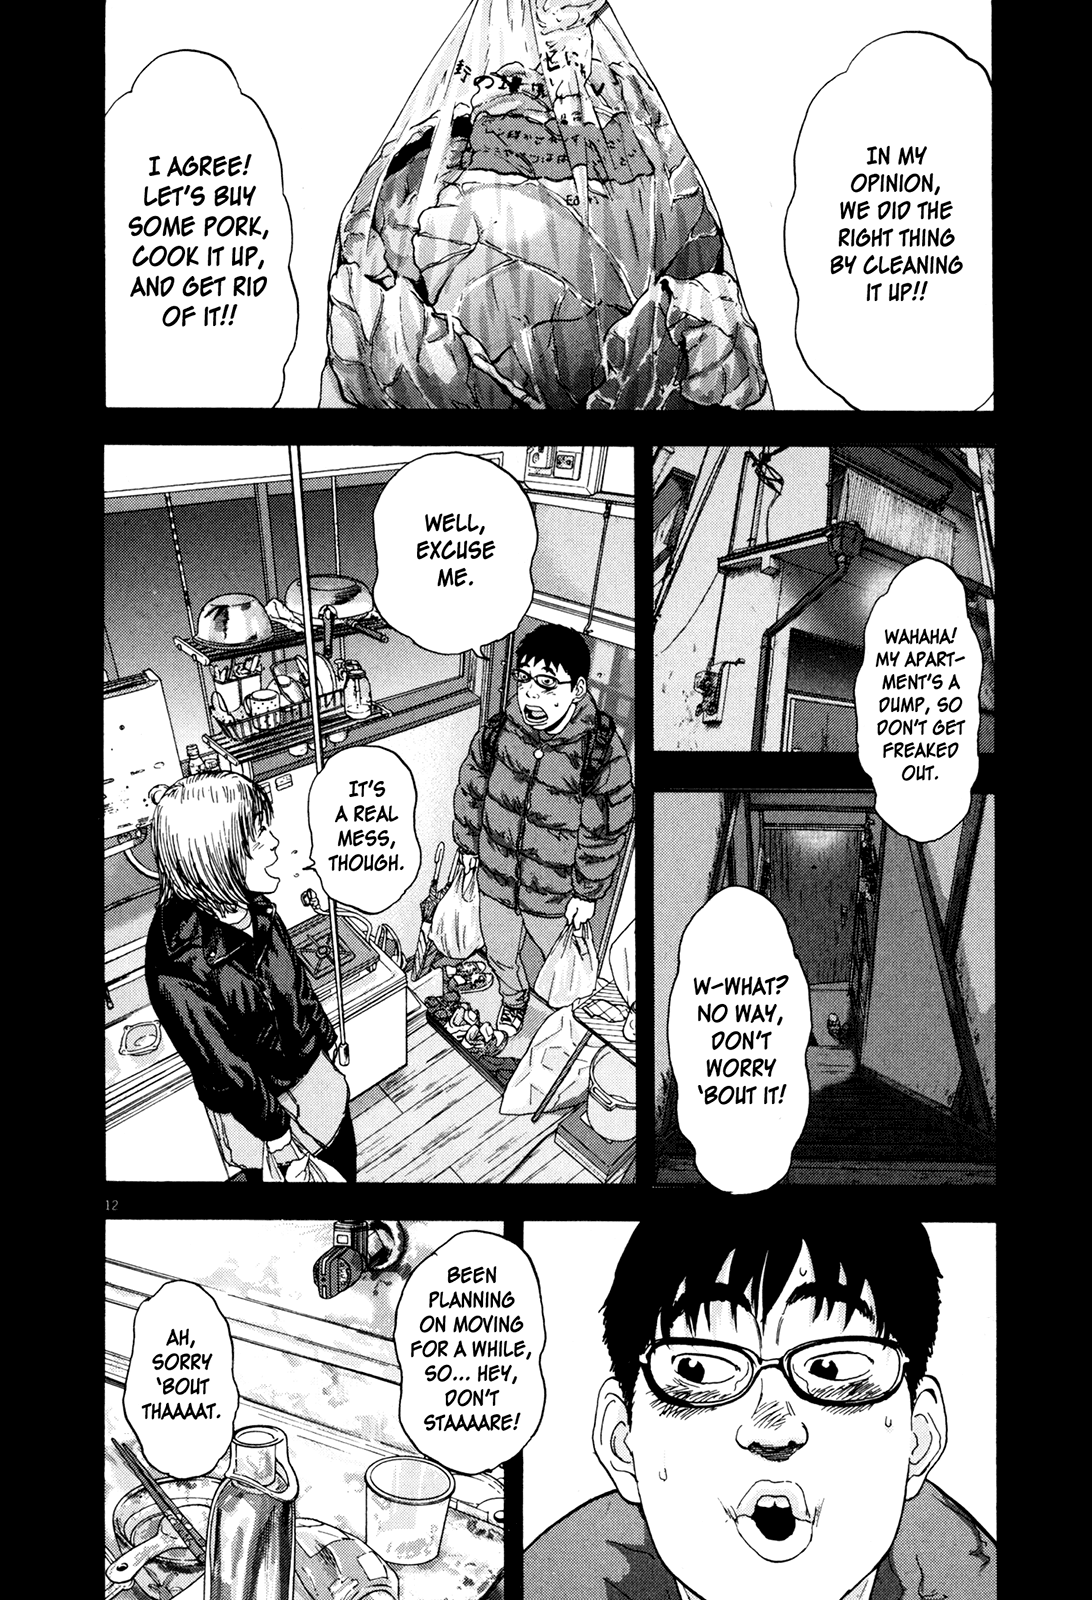 IN MY
OPINION,
WE DID THE
RIGHT THING
BY CLEANING
IT UP!!
I AGREE!
LET'S BUY
SOME PORK,
COOK IT UP,
AND GET RID
OF IT!!
WAHAHA!
MY APART-
MENT'S A
DUMP, SO
DON'T GET
FREAKED
OUT.
W-WHAT?
NO WAY,
DON'T
WORRY
'BOUT IT!
WELL,
EXCUSE
ME.
IT'S
A REAL
MESS,
THOUGH.
12
BEEN
PLANNING
ON MOVING
FOR A WHILE,
SO... HEY,
DON'T
STAAAARE!
AH,
SORRY
'BOUT
THAAAAT.